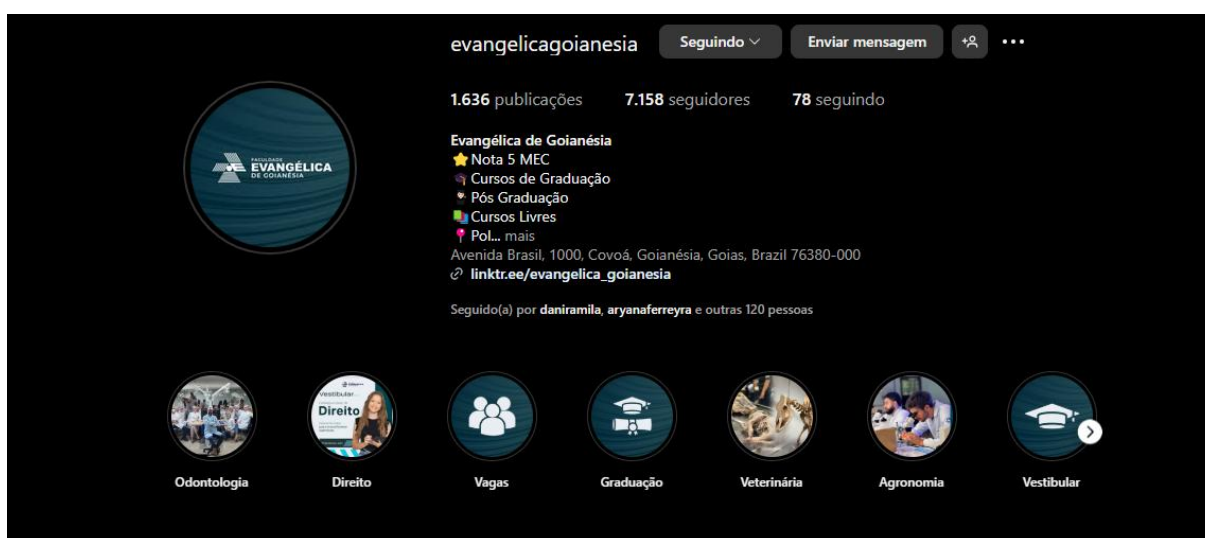 evangelicagoianesia Seguindo Enviar mensagem
1.636 publicações 7.158 seguidores 78 seguindo
FACULDADE
EVANGÉLICA
DE GOIANÉSIA
Evangélica de Goianésia
Nota 5 MEC
Cursos de Graduação
Pós Graduação
Cursos Livres
Pol... mais
Avenida Brasil, 1000, Covoá, Goianésia, Goias, Brazil 76380-000
linktr.ee/evangelica_goianesia
Seguido(a) por daniramila, aryanaferreyra e outras 120 pessoas
Vestibular
Direito
Odontologia Direito Vagas Graduação Veterinária Agronomia Vestibular